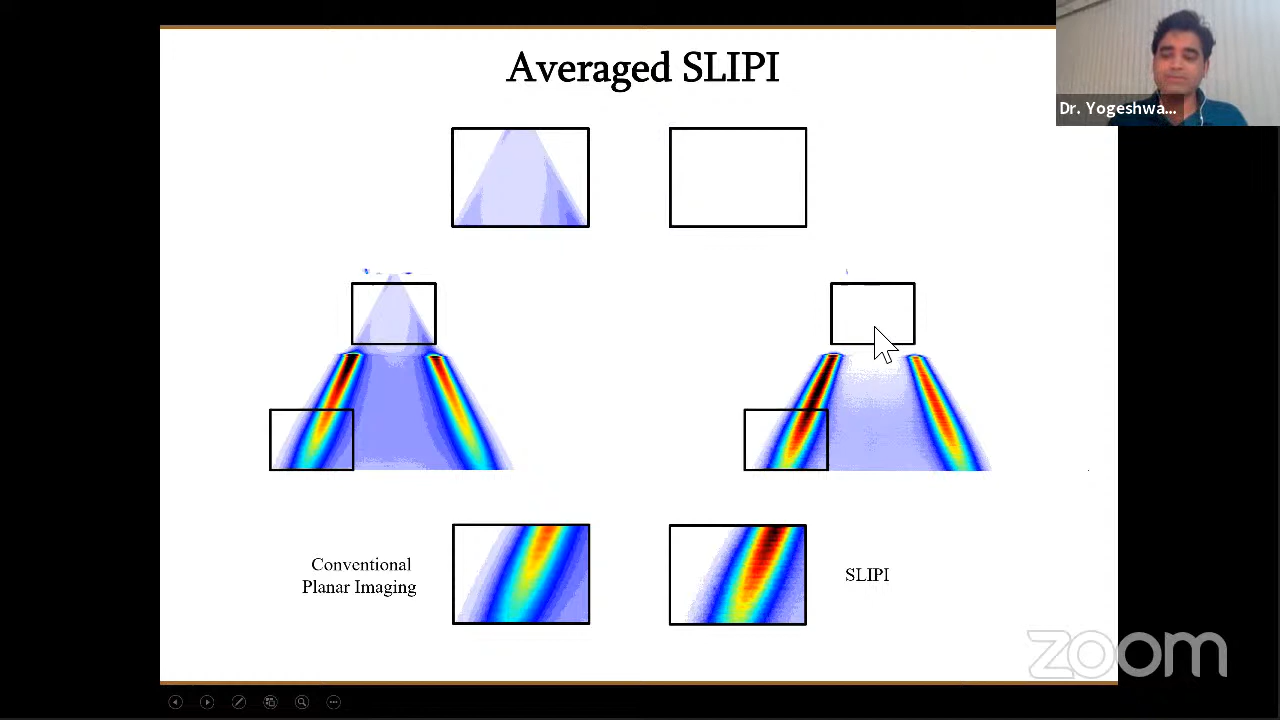 Averaged SLIPI
Dr. Yogeshwa...
Conventional
Planar Imaging
SLIPI
zoom